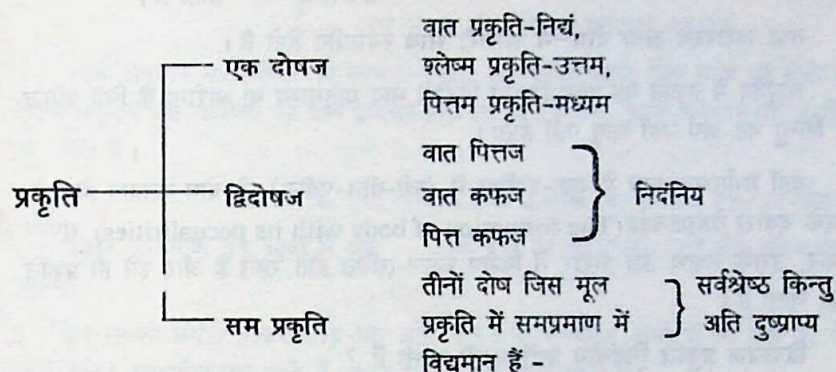 वात प्रकृति-निद्यं,
एक दोषज श्लेष्म प्रकृति-उत्तम,
पित्तम प्रकृति-मध्यम
वात पित्तज
प्रकृति द्विदोषज वात कफज निदंनिय
पित्त कफज
तीनों दोष जिस मूल सर्वश्रेष्ठ किन्तु
सम प्रकृति प्रकृति में समप्रमाण में अति दुष्प्राप्य
विद्यमान हैं -